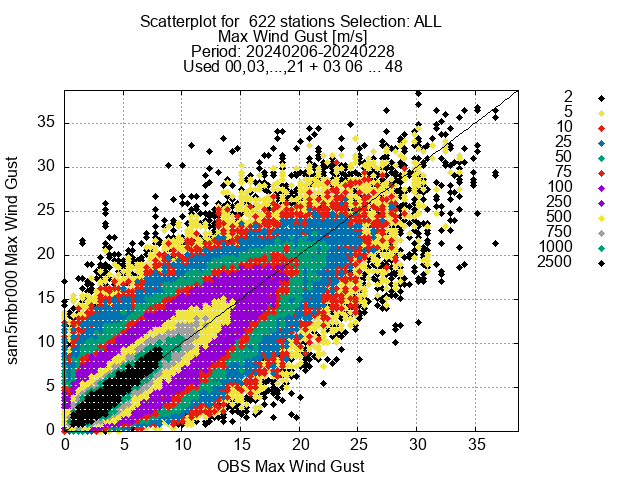 Scatterplot for 622 stations Selection: ALL
Max Wind Gust [m/s]
Period: 20240206-20240228
Used 00,03,...,21 + 03 06 ... 48
sam5mbr000 Max Wind Gust
35
30
25
20
15
10
5
0
0 5 10 15 20 25 30 35
OBS Max Wind Gust
2
5
10
25
50
75
100
250
500
750
1000
2500